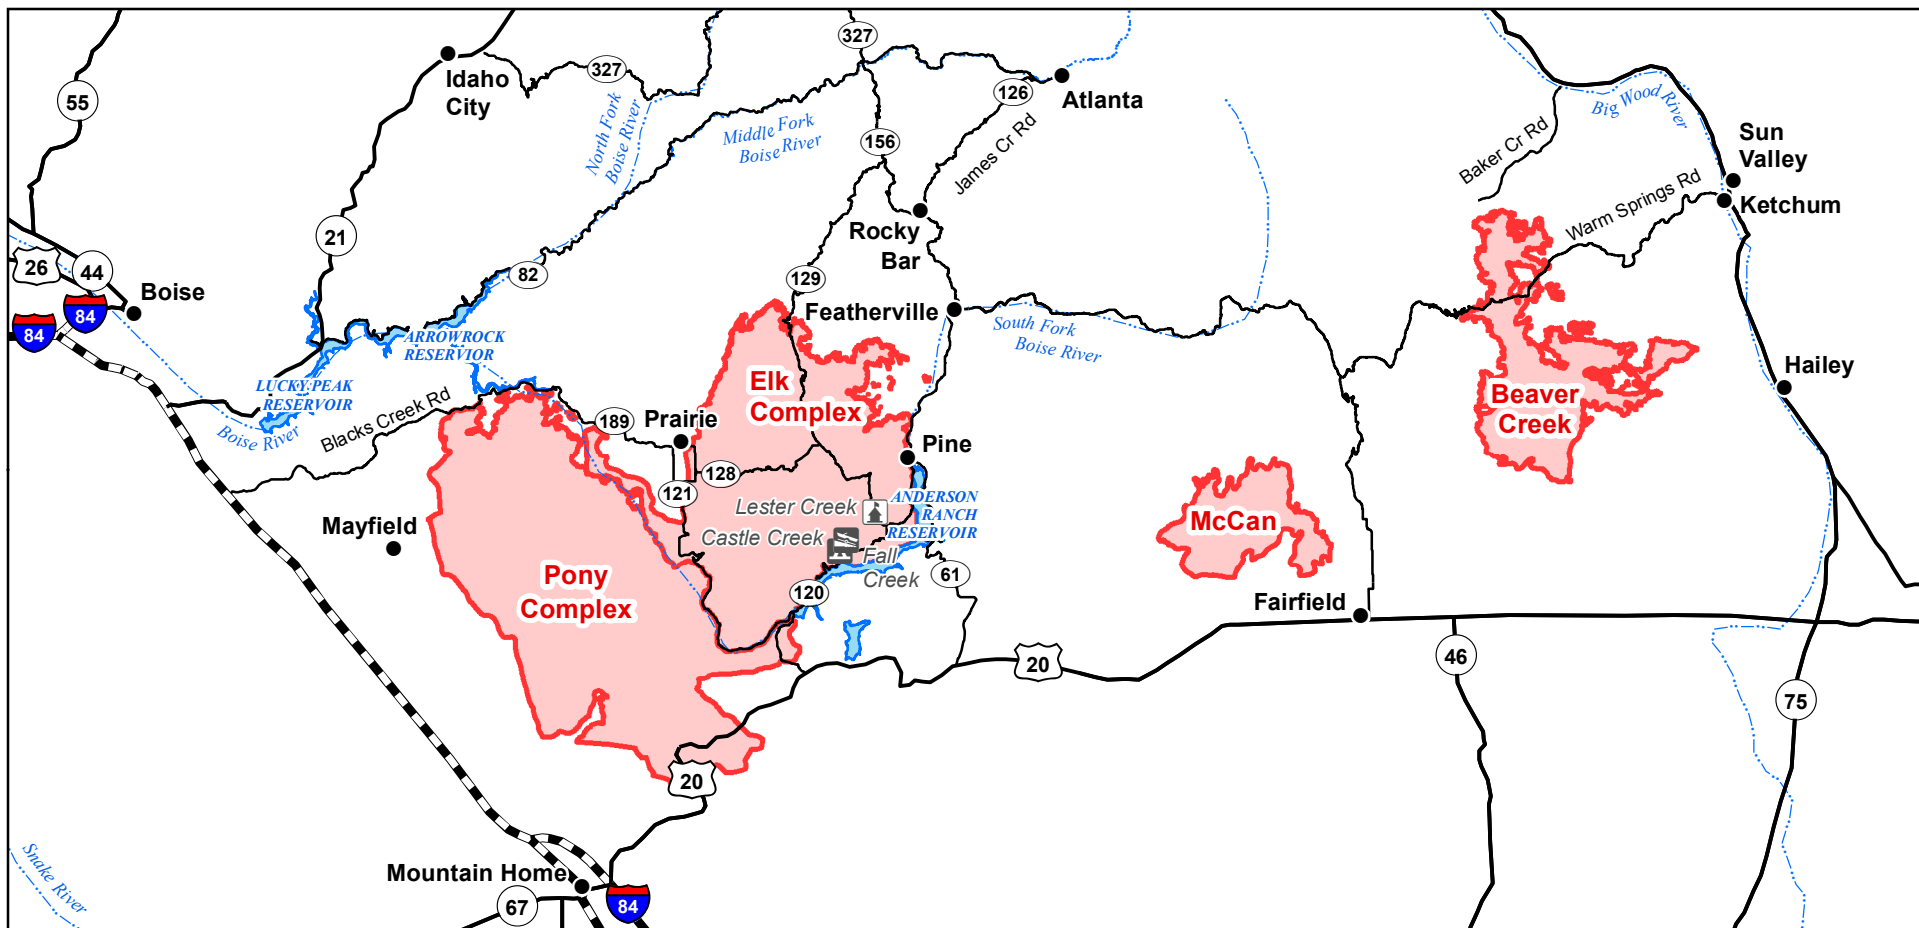 327
55
Idaho
City
327
North Fork
Boise River
Middle Fork
Boise River
156
126
Atlanta
James Cr Rd
Big Wood River
Baker Cr Rd
Sun
Valley
Warm Springs Rd
Ketchum
21
Rocky
Bar
26
44
82
129
Boise
84
84
Featherville
South Fork
Boise River
ARROWROCK
RESERVIOR
LUCKY PEAK
RESERVOIR
Boise River
Blacks Creek Rd
189
Prairie
Elk
Complex
Beaver
Creek
Hailey
Pine
128
121
Lester Creek
ANDERSON
RANCH
RESERVOIR
Castle Creek
Fall
Creek
Mayfield
McCan
Pony
Complex
120
61
Fairfield
20
46
75
20
Snake River
Mountain Home
67
84